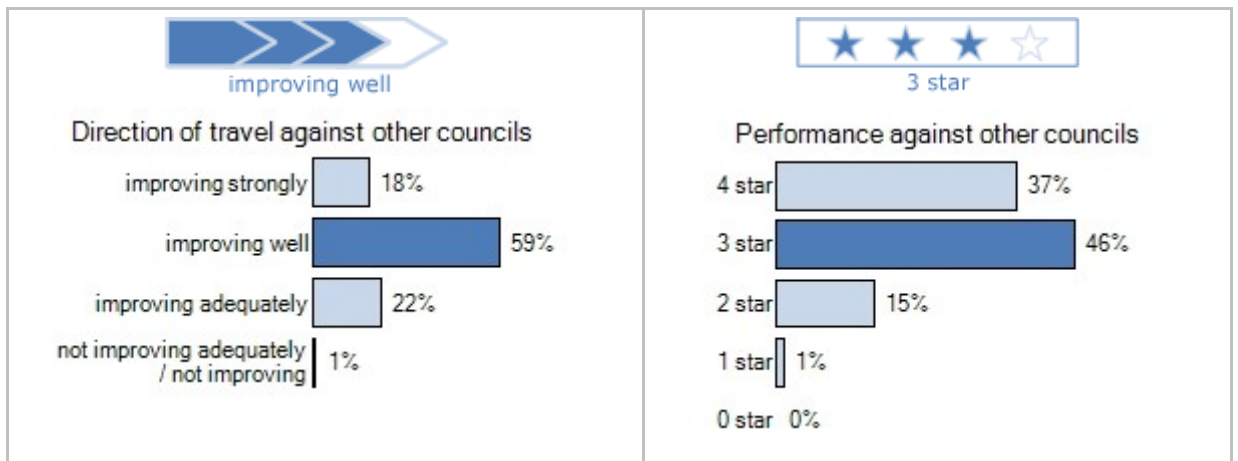 improving well
Direction of travel against other councils
improving strongly 18%
improving well 59%
improving adequately 22%
not improving adequately
/ not improving 1%
3 star
Performance against other councils
4 star 37%
3 star 46%
2 star 15%
1 star 1%
0 star 0%